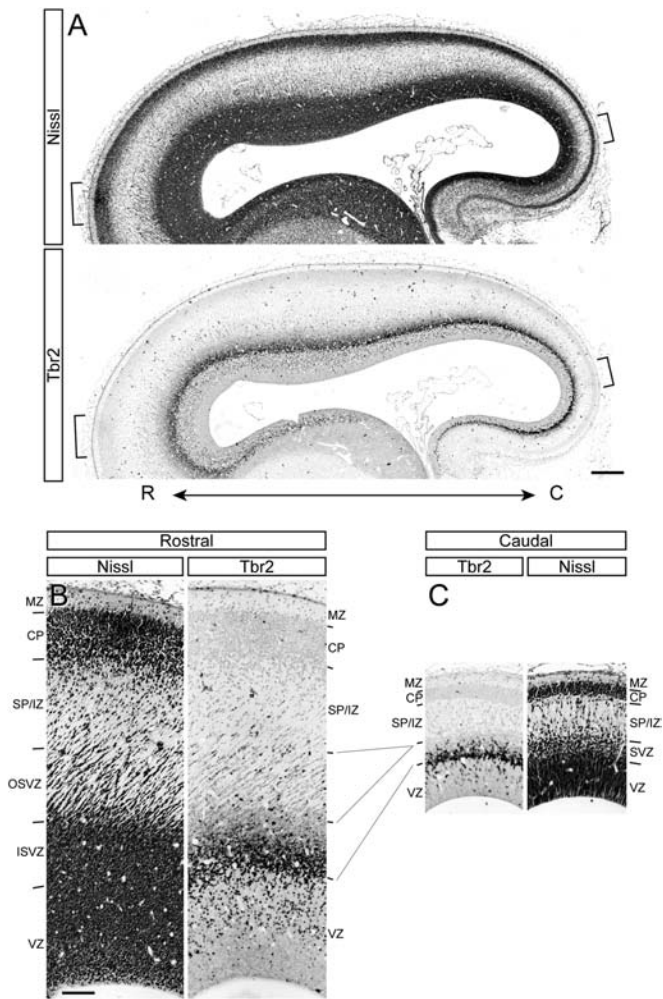 A
Nissl
Tbr2
R C
Rostral
Nissl Tbr2
Caudal
Tbr2 Nissl
B
C
MZ
CP
SP/IZ
OSVZ
ISVZ
VZ
MZ
CP
SP/IZ
VZ
MZ
CP
SP/IZ
VZ
MZ
CP
SP/IZ
SVZ
VZ